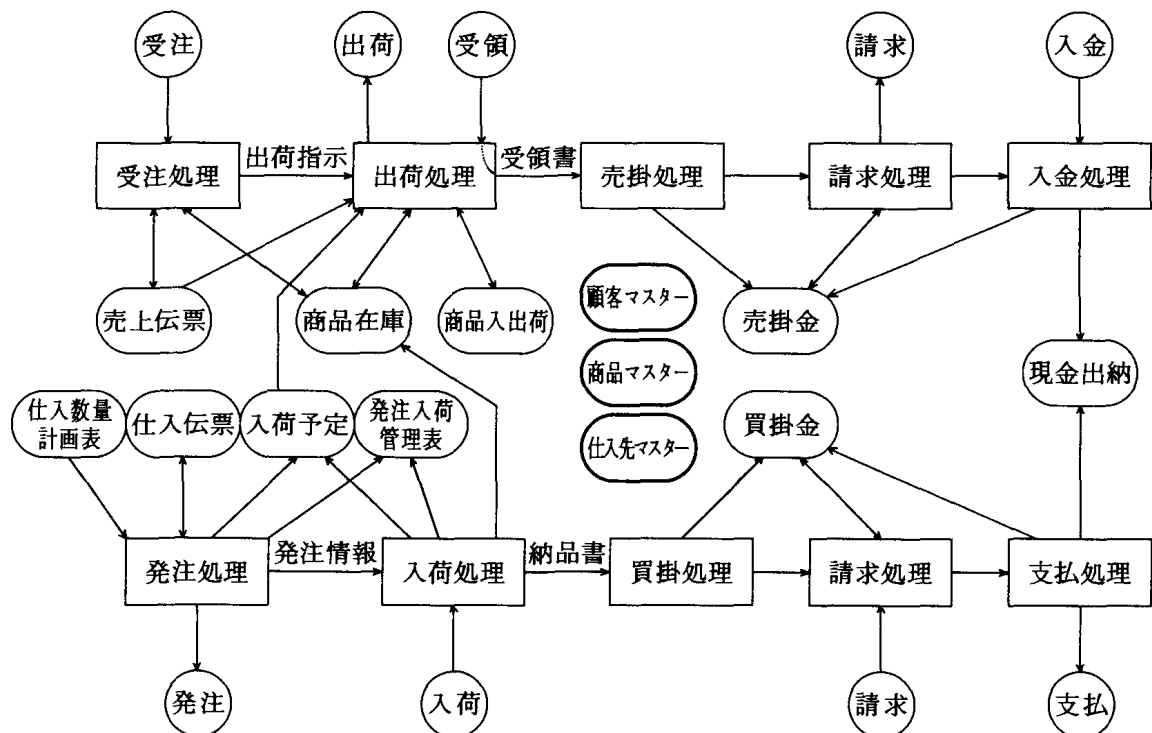 受注
出荷
受領
請求
入金
受注処理
出荷指示
出荷処理
受領書
売掛処理
請求処理
入金処理
売上伝票
商品在庫
商品入出荷
顧客マスター
売掛金
商品マスター
現金出納
仕入数量
計画表
仕入伝票
入荷予定
発注入荷
管理表
仕入先マスター
買掛金
発注処理
発注情報
入荷処理
納品書
買掛処理
請求処理
支払処理
発注
入荷
請求
支払